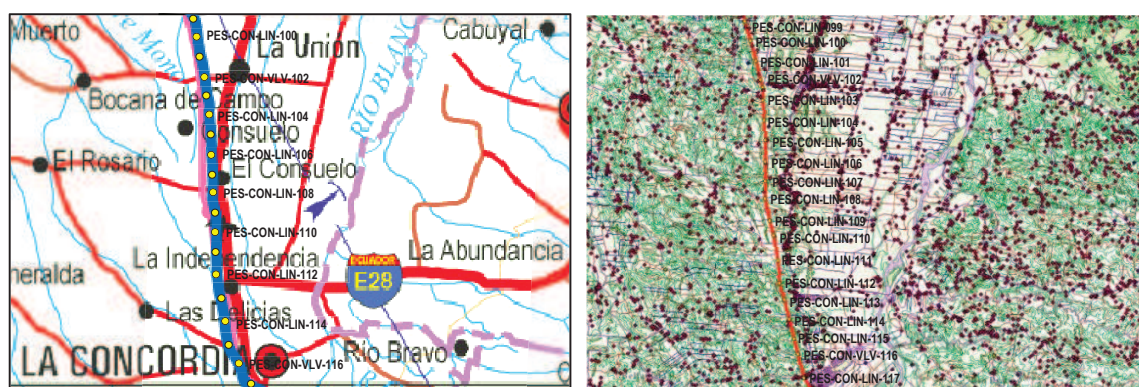 Muerto
PES-CON-LIN-100
La Unión
Cabuyal
RÍO BLAN
PES-CON-VLV-102
Bocana de Campo
PES-CON-LIN-104
Consuelo
PES-CON-LIN-106
El Rosario
El Consuelo
PES-CON-LIN-108
PES-CON-LIN-110
La Independencia
La Abundancia
ECUADOR
E28
PES-CON-LIN-112
neralda
Las Delicias
PES-CON-LIN-114
LA CONCORDIA
Río Bravo
PES-CON-VLV-116
PES-CON-LIN-099
PES-CON-LIN-100
PES-CON-LIN-101
PES-CON-VLV-102
PES-CON-LIN-103
PES-CON-LIN-104
PES-CON-LIN-105
PES-CON-LIN-106
PES-CON-LIN-107
PES-CON-LIN-108
PES-CON-LIN-109
PES-CON-LIN-110
PES-CON-LIN-111
PES-CON-LIN-112
PES-CON-LIN-113
PES-CON-LIN-114
PES-CON-LIN-115
PES-CON-VLV-116
PES-CON-LIN-117